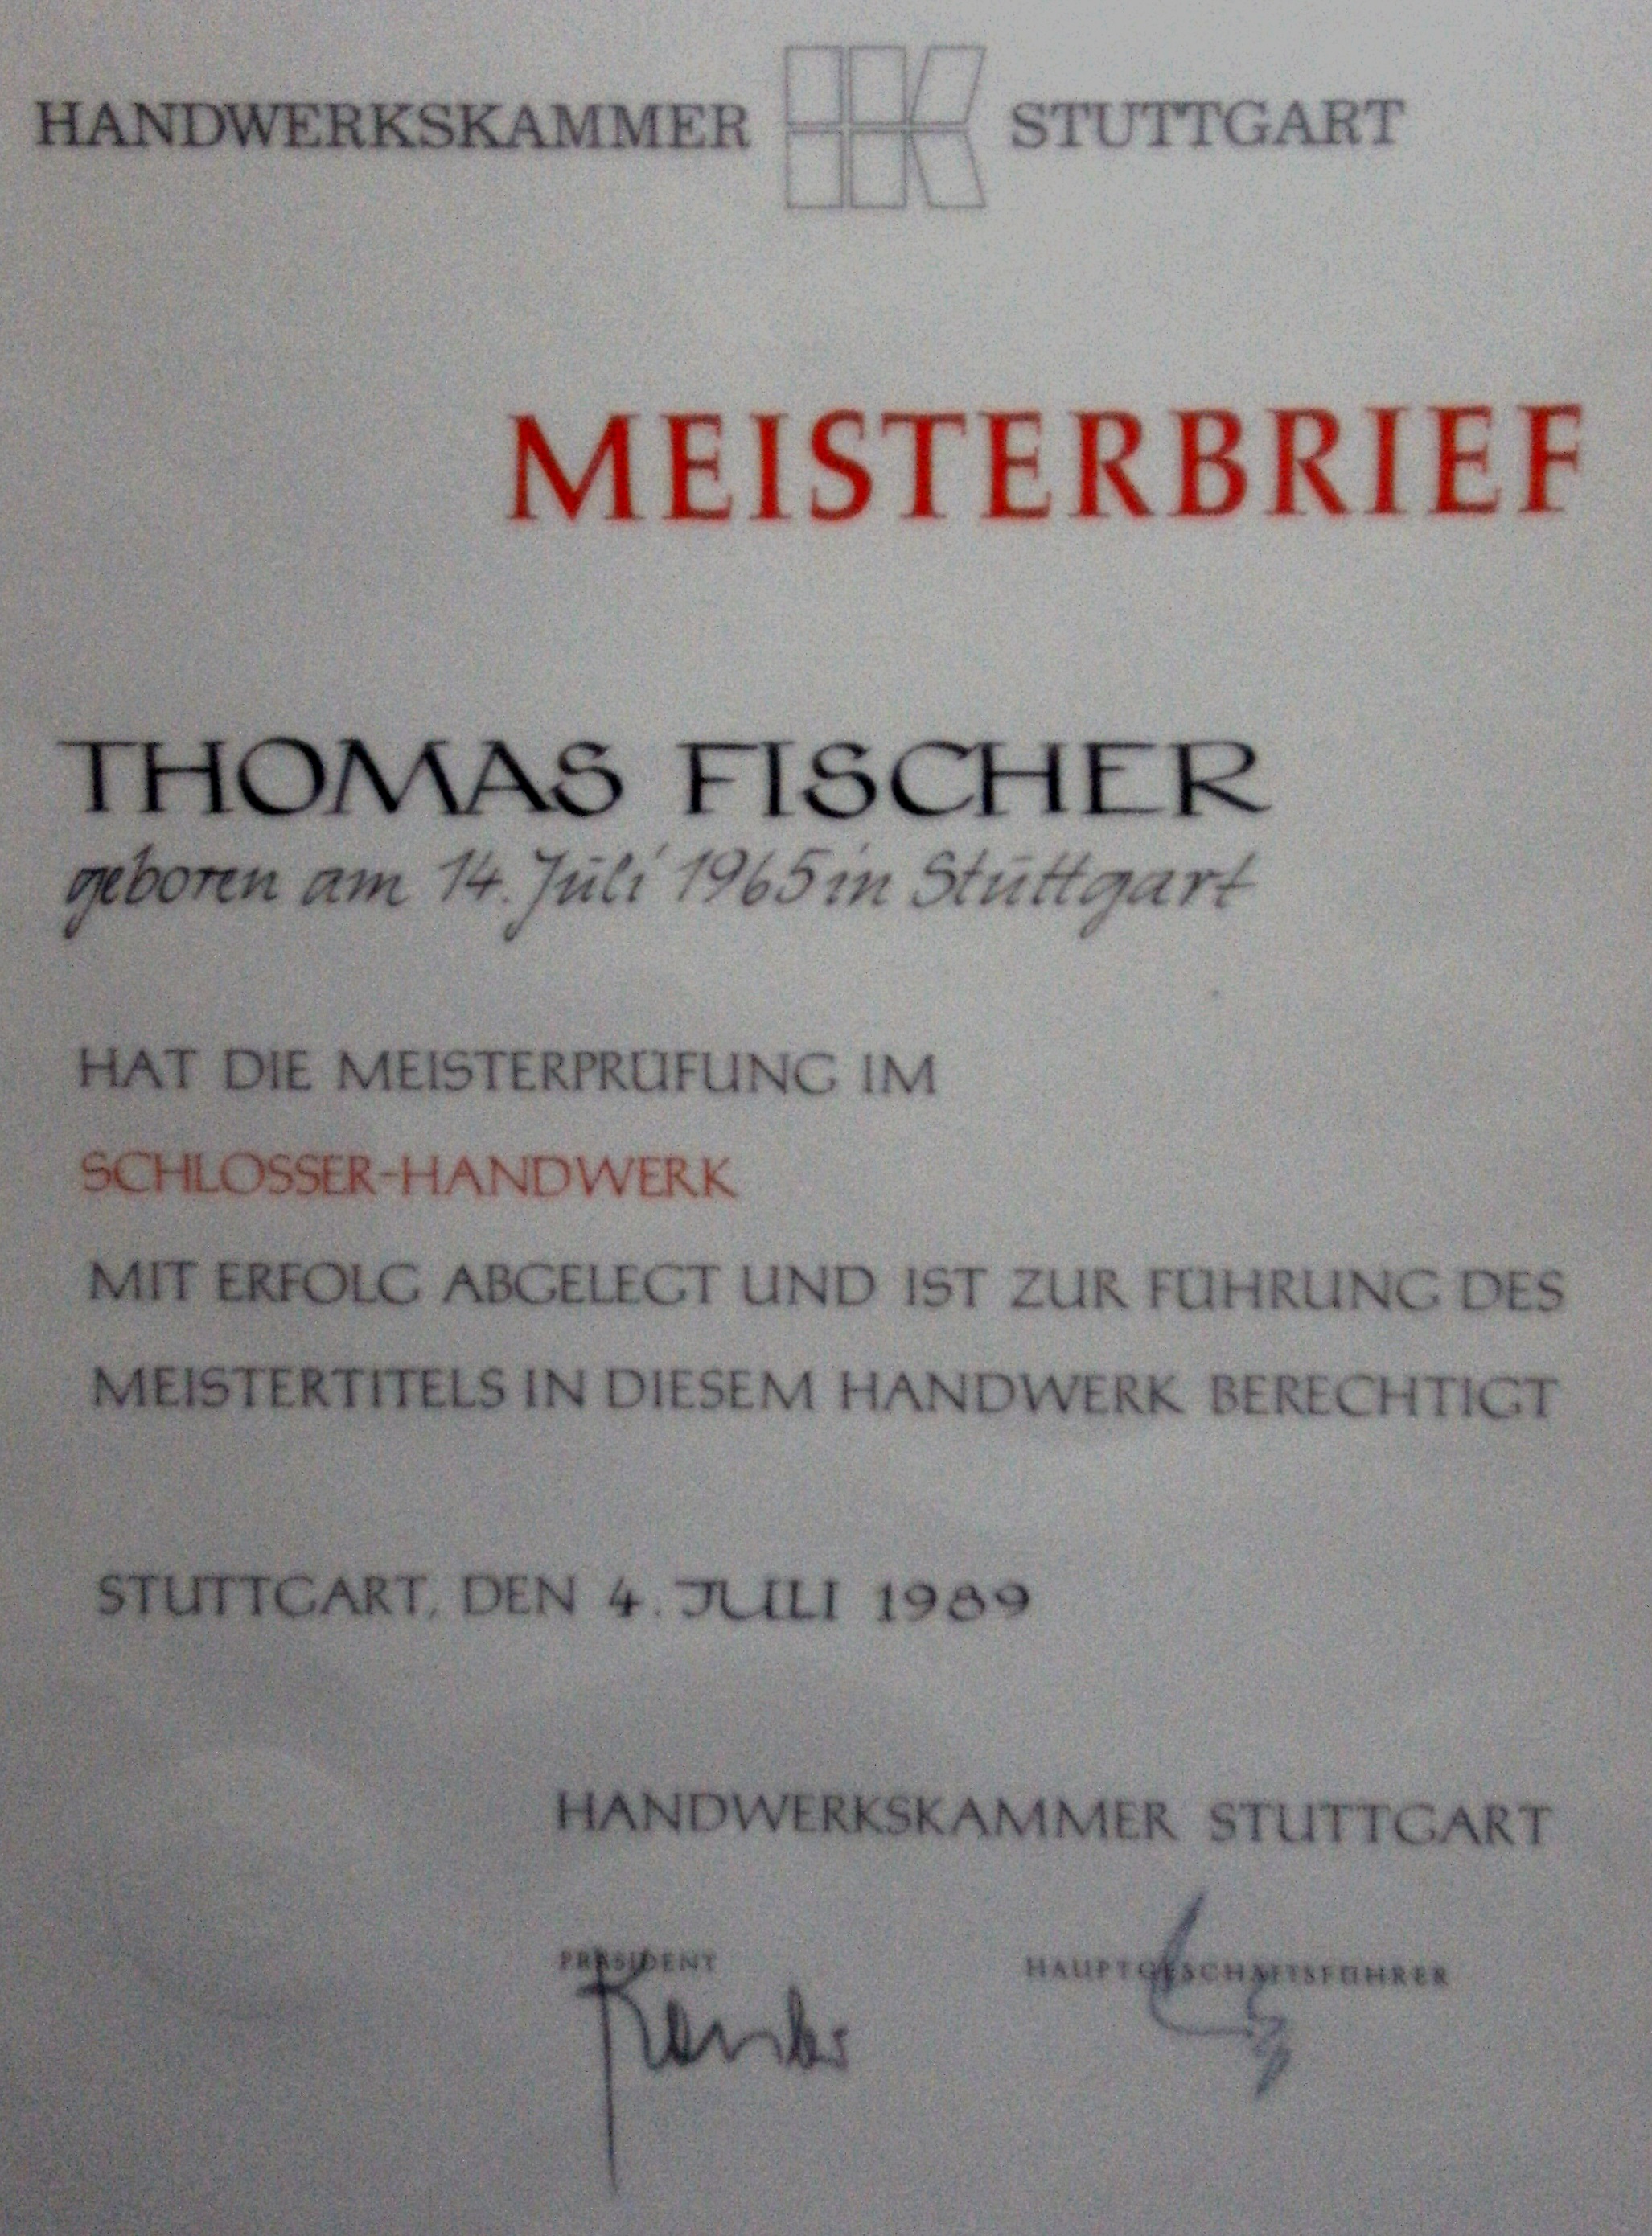 HANDWERKSKAMMER HK STUTTGART
MEISTERBRIEF
THOMAS FISCHER
geboren am 14. Juli 1965 in Stuttgart
HAT DIE MEISTERPRÜFUNG IM
SCHLOSSER-HANDWERK
MIT ERFOLG ABGELEGT UND IST ZUR FÜHRUNG DES
MEISTERTITELS IN DIESEM HANDWERK BERECHTIGT
STUTTGART, DEN 4. JULI 1989
HANDWERKSKAMMER STUTTGART
PRÄSIDENT HAUPTGESCHÄFTSFÜHRER